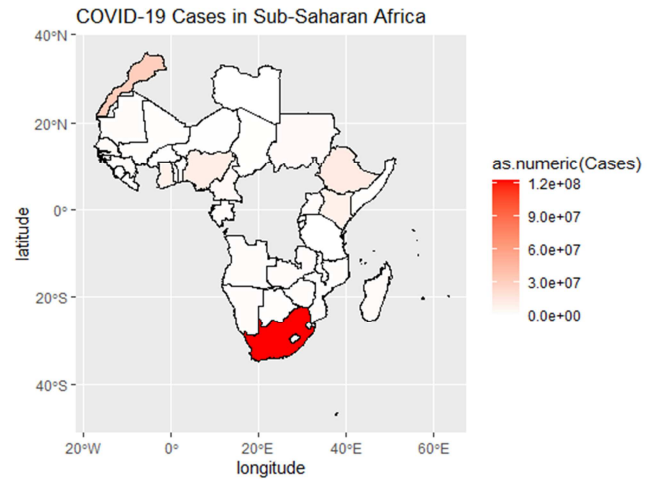 COVID-19 Cases in Sub-Saharan Africa
40°N
20°N
0°
20°S
40°S
latitude
20°W
0°
20°E
40°E
60°E
longitude
as.numeric(Cases)
1.2e+08
9.0e+07
6.0e+07
3.0e+07
0.0e+00